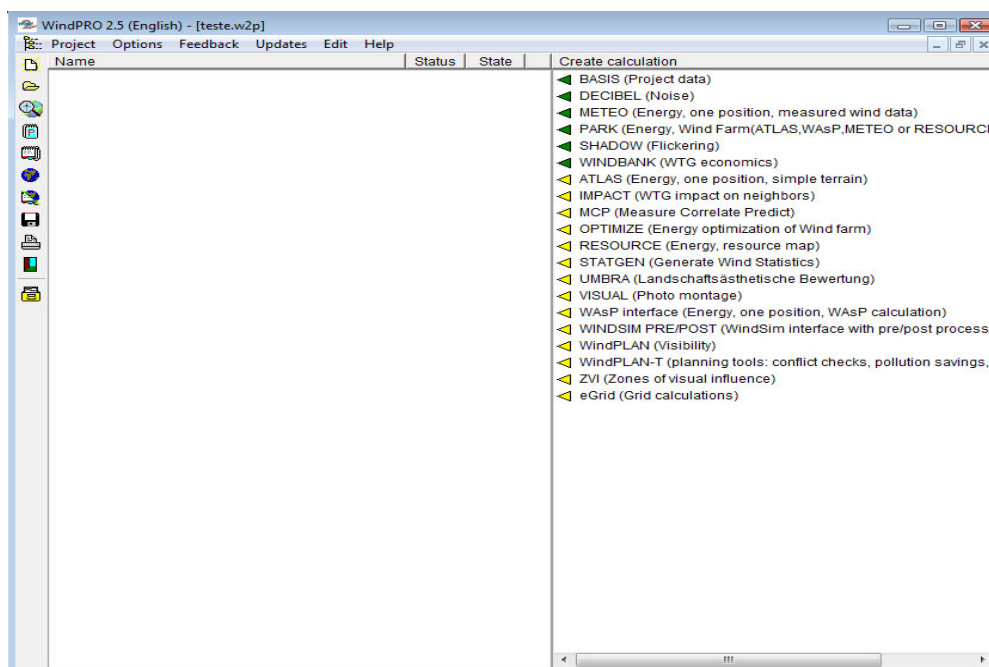 WindPRO 2.5 (English) - [teste.w2p]
Project Options Feedback Updates Edit Help
Name Status State Create calculation
BASIS (Project data)
DECIBEL (Noise)
METEO (Energy, one position, measured wind data)
PARK (Energy, Wind Farm(ATLAS,WAsP,METEO or RESOURC
SHADOW (Flickering)
WINDBANK (WTG economics)
ATLAS (Energy, one position, simple terrain)
IMPACT (WTG impact on neighbors)
MCP (Measure Correlate Predict)
OPTIMIZE (Energy optimization of Wind farm)
RESOURCE (Energy, resource map)
STATGEN (Generate Wind Statistics)
UMBRA (Landschaftsästhetische Bewertung)
VISUAL (Photo montage)
WAsP interface (Energy, one position, WAsP calculation)
WINDSIM PRE/POST (WindSim interface with pre/post process
WindPLAN (Visibility)
WindPLAN-T (planning tools: conflict checks, pollution savings,
ZVI (Zones of visual influence)
eGrid (Grid calculations)